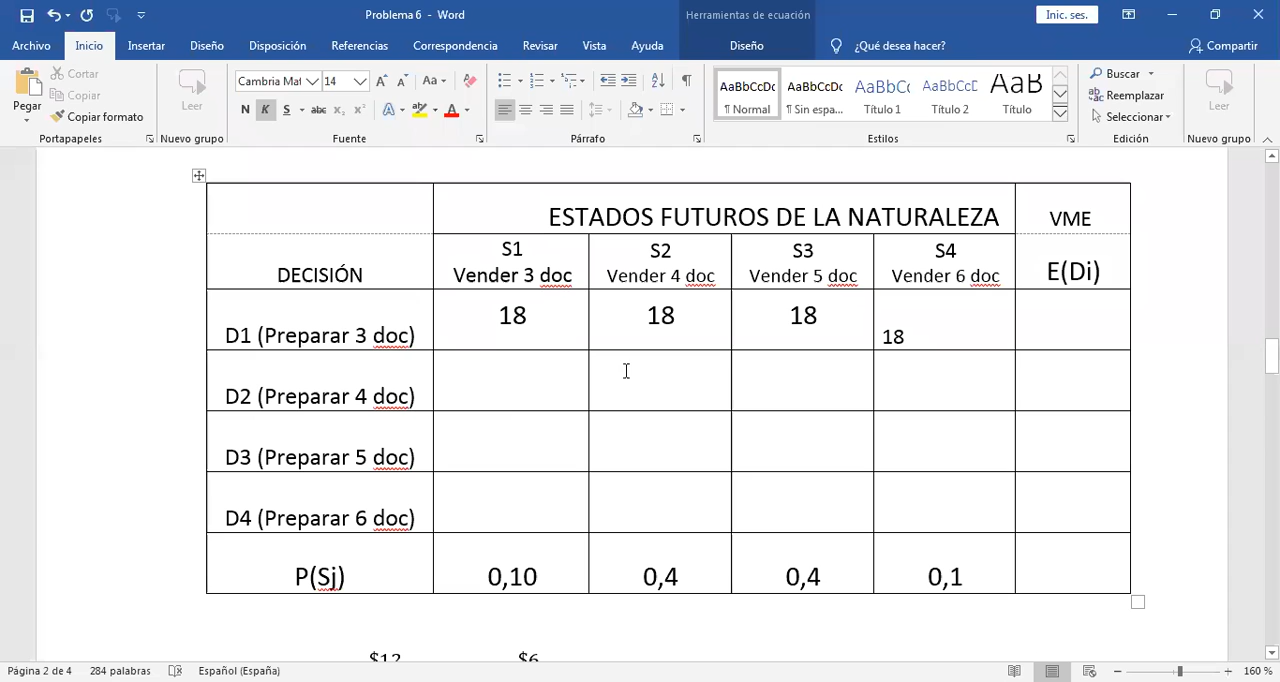 Problema 6 - Word
Herramientas de ecuación
Inic. ses.
Archivo Inicio Insertar Diseño Disposición Referencias Correspondencia Revisar Vista Ayuda Diseño ¿Qué desea hacer? Compartir
Pegar
Cortar
Copiar
Copiar formato
Portapapeles
Leer
Nuevo grupo
Cambria Mat 14
N K S abc x₂ x²
Fuente
Párrafo
AaBbCcDc AaBbCcDc AaBbCc AaBbCcD AaB
¶ Normal ¶ Sin espa... Título 1 Título 2 Título
Estilos
Buscar
Reemplazar
Seleccionar
Edición
Leer
Nuevo grupo
ESTADOS FUTUROS DE LA NATURALEZA VME
DECISIÓN S1 Vender 3 doc S2 Vender 4 doc S3 Vender 5 doc S4 Vender 6 doc E(Di)
D1 (Preparar 3 doc) 18 18 18 18
D2 (Preparar 4 doc)
D3 (Preparar 5 doc)
D4 (Preparar 6 doc)
P(Sj) 0,10 0,4 0,4 0,1
$12 $6
Página 2 de 4 284 palabras Español (España) 160 %